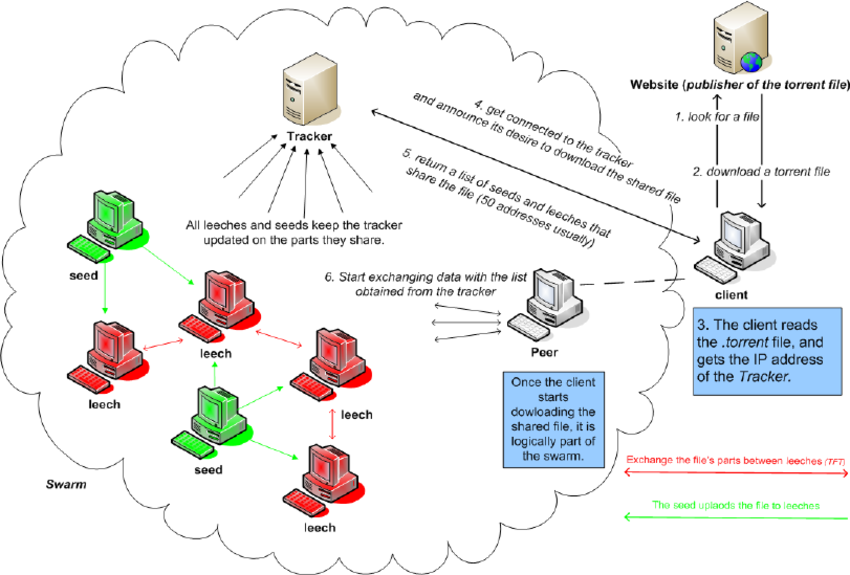 Website (publisher of the torrent file)
1. look for a file
2. download a torrent file
client
3. The client reads
the .torrent file, and
gets the IP address
of the Tracker.
Tracker
4. get connected to the tracker
and announce its desire to download the shared file
5. return a list of seeds and leeches that
share the file (50 addresses usually)
All leeches and seeds keep the tracker
updated on the parts they share.
6. Start exchanging data with the list
obtained from the tracker
Peer
Once the client
starts
dowloading the
shared file, it is
logically part of
the swarm.
seed
leech
leech
leech
seed
leech
Swarm
Exchange the file's parts between leeches (TFT)
The seed uplaods the file to leeches